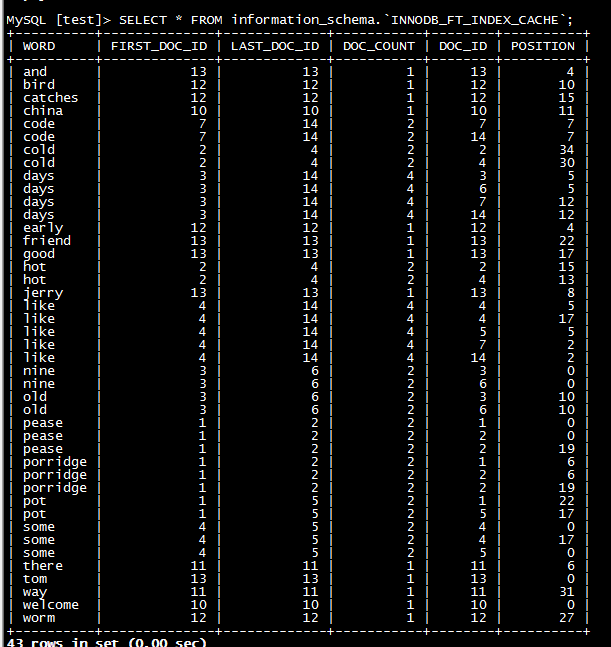 MySQL [test]> SELECT * FROM information_schema.`INNODB_FT_INDEX_CACHE`;
+----------+--------------+-------------+-----------+--------+----------+
| WORD     | FIRST_DOC_ID | LAST_DOC_ID | DOC_COUNT | DOC_ID | POSITION |
+----------+--------------+-------------+-----------+--------+----------+
| and      |           13 |          13 |         1 |     13 |        4 |
| bird     |           12 |          12 |         1 |     12 |       10 |
| catches  |           12 |          12 |         1 |     12 |       15 |
| china    |           10 |          10 |         1 |     10 |       11 |
| code     |            7 |          14 |         2 |      7 |        7 |
| code     |            7 |          14 |         2 |     14 |        7 |
| cold     |            2 |           4 |         2 |      2 |       34 |
| cold     |            2 |           4 |         2 |      4 |       30 |
| days     |            3 |          14 |         4 |      3 |        5 |
| days     |            3 |          14 |         4 |      6 |        5 |
| days     |            3 |          14 |         4 |      7 |       12 |
| days     |            3 |          14 |         4 |     14 |       12 |
| early    |           12 |          12 |         1 |     12 |        4 |
| friend   |           13 |          13 |         1 |     13 |       22 |
| good     |           13 |          13 |         1 |     13 |       17 |
| hot      |            2 |           4 |         2 |      2 |       15 |
| hot      |            2 |           4 |         2 |      4 |       13 |
| jerry    |           13 |          13 |         1 |     13 |        8 |
| like     |            4 |          14 |         4 |      4 |        5 |
| like     |            4 |          14 |         4 |      4 |       17 |
| like     |            4 |          14 |         4 |      5 |        5 |
| like     |            4 |          14 |         4 |      7 |        2 |
| like     |            4 |          14 |         4 |     14 |        2 |
| nine     |            3 |           6 |         2 |      3 |        0 |
| nine     |            3 |           6 |         2 |      6 |        0 |
| old      |            3 |           6 |         2 |      3 |       10 |
| old      |            3 |           6 |         2 |      6 |       10 |
| pease    |            1 |           2 |         2 |      1 |        0 |
| pease    |            1 |           2 |         2 |      2 |        0 |
| pease    |            1 |           2 |         2 |      2 |       19 |
| porridge |            1 |           2 |         2 |      1 |        6 |
| porridge |            1 |           2 |         2 |      2 |        6 |
| porridge |            1 |           2 |         2 |      2 |       19 |
| pot      |            1 |           5 |         2 |      1 |       22 |
| pot      |            1 |           5 |         2 |      5 |       17 |
| some     |            4 |           5 |         2 |      4 |        0 |
| some     |            4 |           5 |         2 |      4 |       17 |
| some     |            4 |           5 |         2 |      5 |        0 |
| there    |           11 |          11 |         1 |     11 |        6 |
| tom      |           13 |          13 |         1 |     13 |        0 |
| way      |           11 |          11 |         1 |     11 |       31 |
| welcome  |           10 |          10 |         1 |     10 |        0 |
| worm     |           12 |          12 |         1 |     12 |       27 |
+----------+--------------+-------------+-----------+--------+----------+
43 rows in set (0.00 sec)